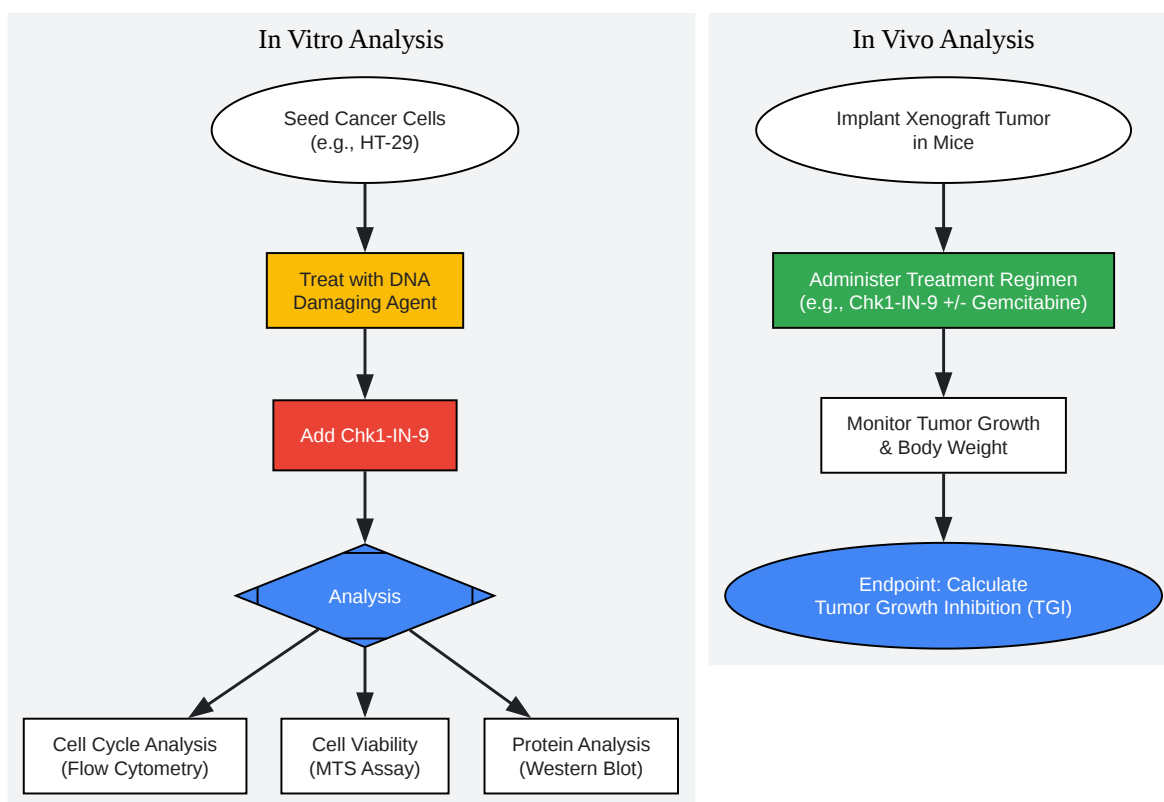 In Vitro Analysis
Seed Cancer Cells
(e.g., HT-29)
Treat with DNA
Damaging Agent
Add Chk1-IN-9
Analysis
Cell Cycle Analysis
(Flow Cytometry)
Cell Viability
(MTS Assay)
Protein Analysis
(Western Blot)
In Vivo Analysis
Implant Xenograft Tumor
in Mice
Administer Treatment Regimen
(e.g., Chk1-IN-9 +/- Gemcitabine)
Monitor Tumor Growth
& Body Weight
Endpoint: Calculate
Tumor Growth Inhibition (TGI)